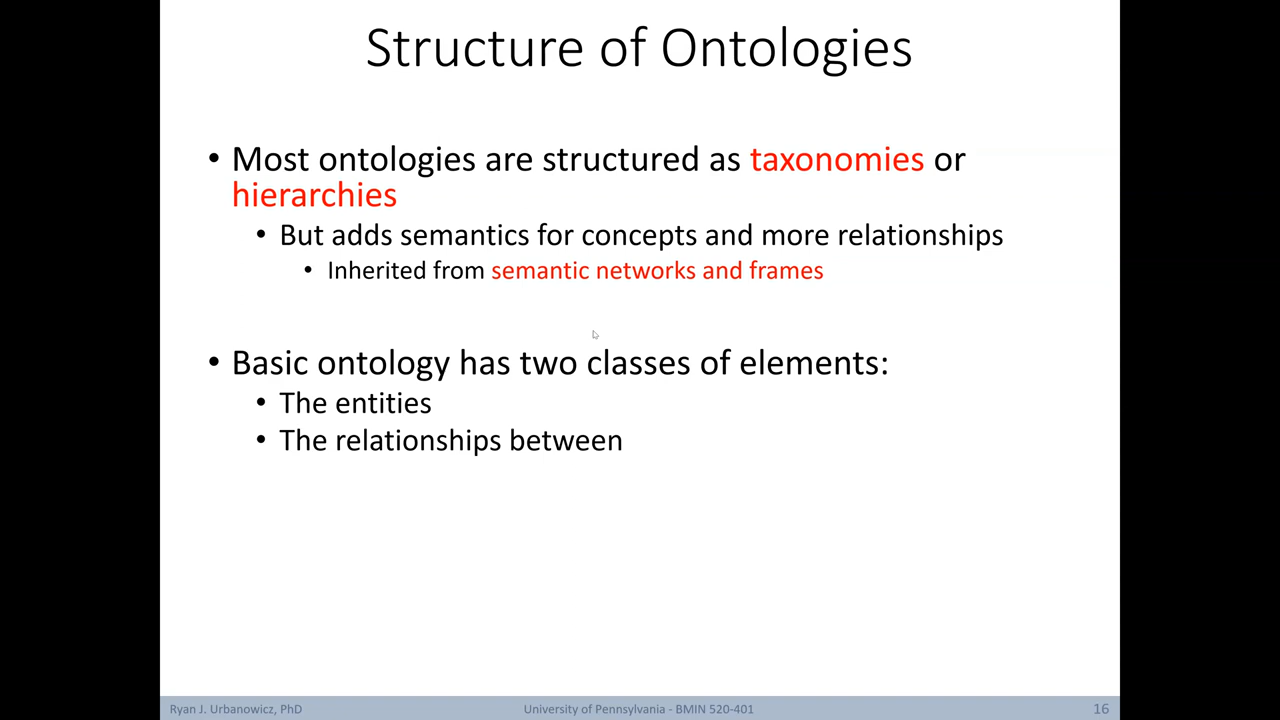 Structure of Ontologies
• Most ontologies are structured as taxonomies or
hierarchies
• But adds semantics for concepts and more relationships
• Inherited from semantic networks and frames
• Basic ontology has two classes of elements:
• The entities
• The relationships between
Ryan J. Urbanowicz, PhD
University of Pennsylvania - BMIN 520-401
16